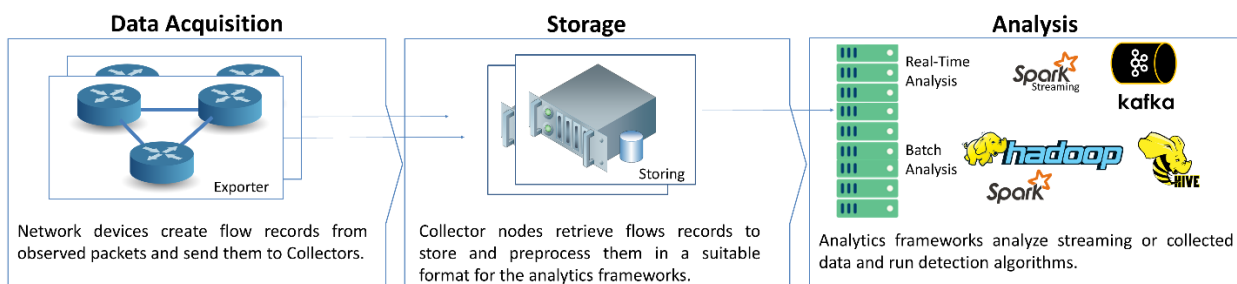 Data Acquisition
Storage
Analysis
Exporter
Network devices create flow records from
observed packets and send them to Collectors.
Storing
Collector nodes retrieve flows records to
store and preprocess them in a suitable
format for the analytics frameworks.
Real-Time
Analysis
Spark
Streaming
kafka
Batch
Analysis
hadoop
Spark
HIVE
Analytics frameworks analyze streaming or collected
data and run detection algorithms.